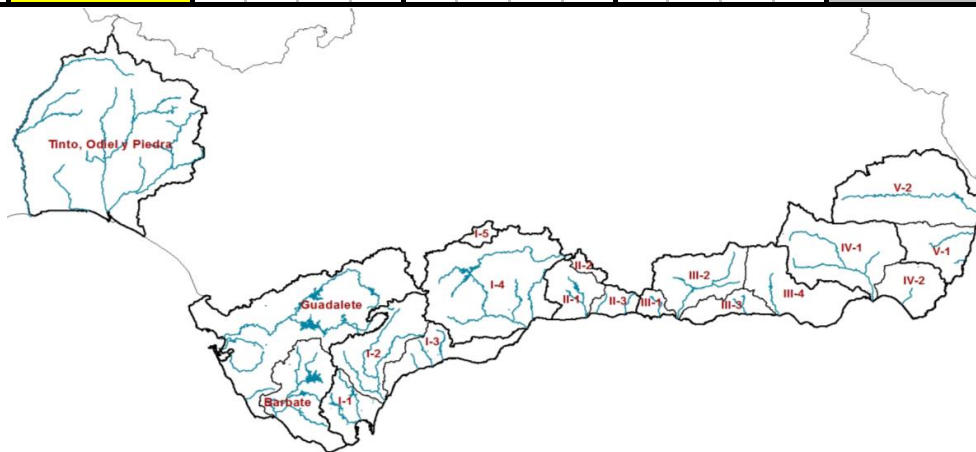 Tinto, Odiel y Piedra
V-2
I-5
IV-1
V-1
II-2
III-2
I-4
IV-2
III-4
II-1
II-3
III-1
III-3
Guadalete
I-3
I-2
Barbate
I-1